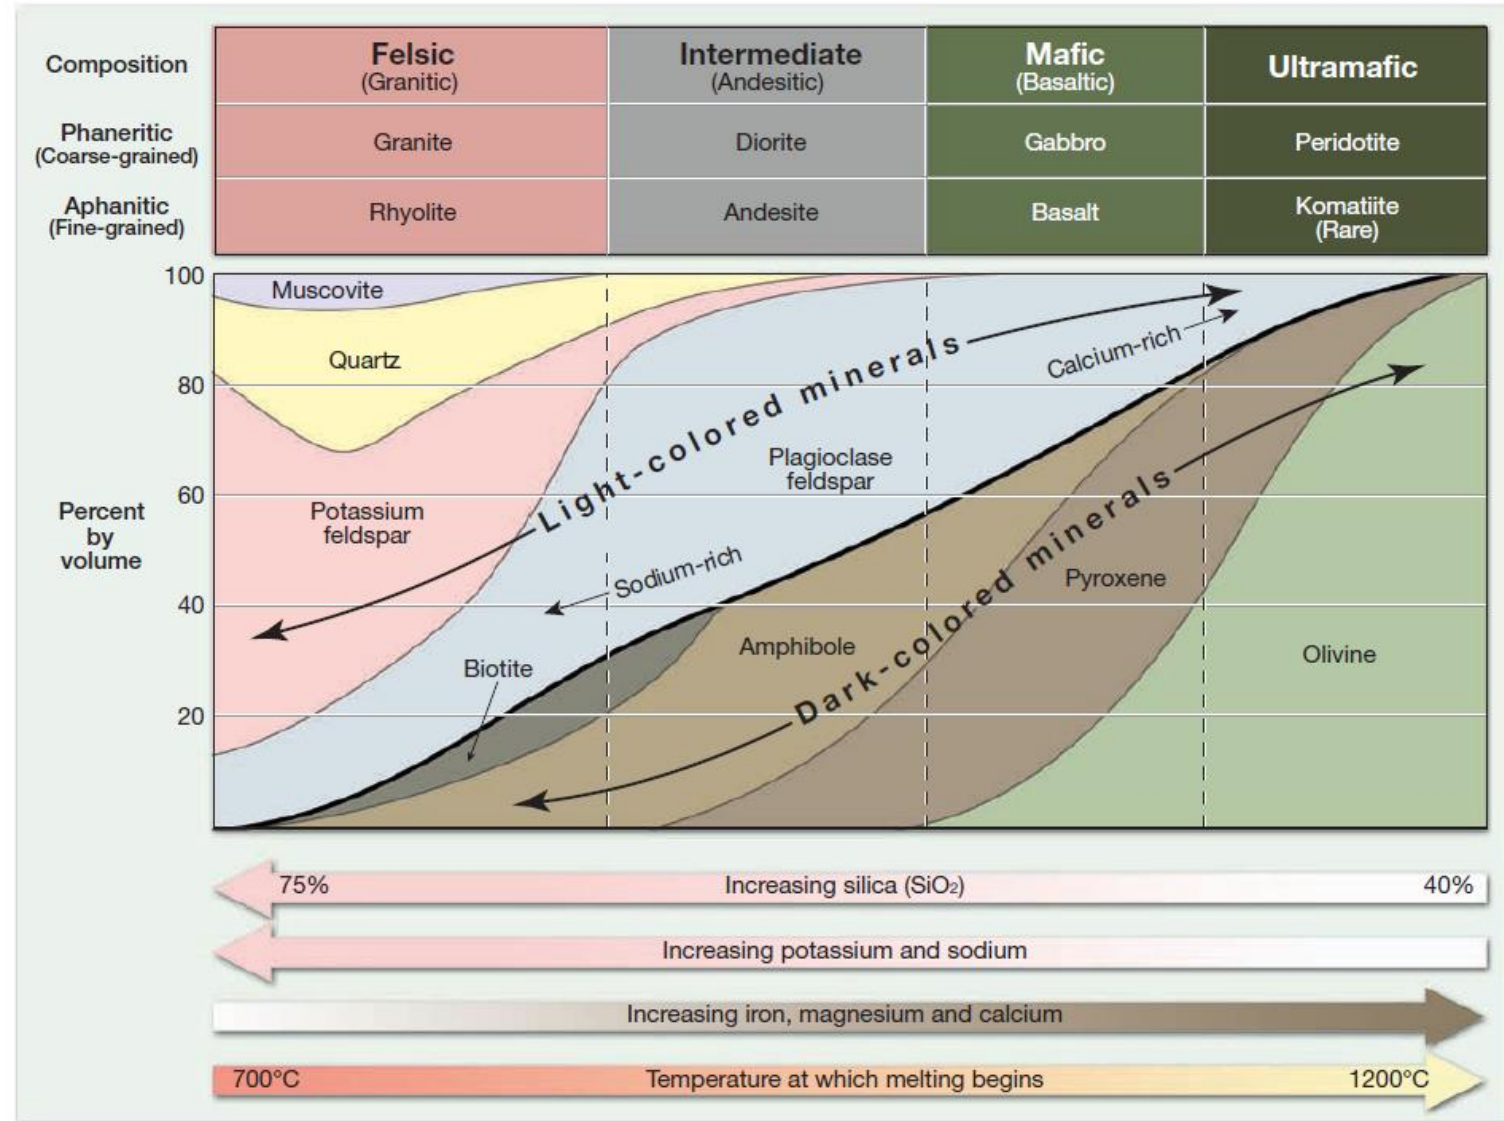 Composition
Felsic
(Granitic)
Intermediate
(Andesitic)
Mafic
(Basaltic)
Ultramafic
Phaneritic
(Coarse-grained)
Granite
Diorite
Gabbro
Peridotite
Aphanitic
(Fine-grained)
Rhyolite
Andesite
Basalt
Komatiite
(Rare)
100
80
60
40
20
Percent
by
volume
Muscovite
Quartz
Potassium
feldspar
Light-colored minerals
Calcium-rich
Plagioclase
feldspar
Sodium-rich
Biotite
Amphibole
Dark-colored minerals
Pyroxene
Olivine
75% Increasing silica (SiO₂) 40%
Increasing potassium and sodium
Increasing iron, magnesium and calcium
700°C Temperature at which melting begins 1200°C